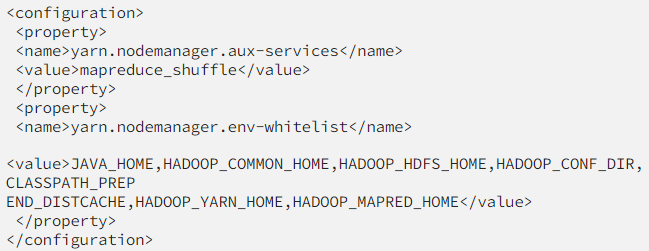 <configuration>
<property>
<name>yarn.nodemanager.aux-services</name>
<value>mapreduce_shuffle</value>
</property>
<property>
<name>yarn.nodemanager.env-whitelist</name>
<value>JAVA_HOME,HADOOP_COMMON_HOME,HADOOP_HDFS_HOME,HADOOP_CONF_DIR,
CLASSPATH_PREP
END_DISTCACHE,HADOOP_YARN_HOME,HADOOP_MAPRED_HOME</value>
</property>
</configuration>